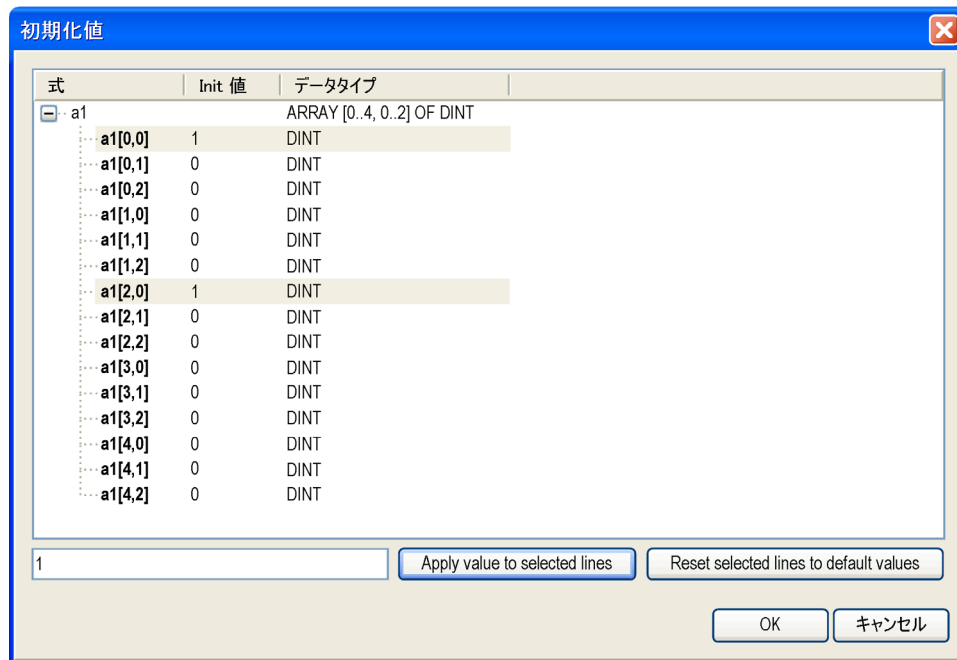 初期化値
式 Init 値 データタイプ
a1 ARRAY [0..4, 0..2] OF DINT
a1[0,0] 1 DINT
a1[0,1] 0 DINT
a1[0,2] 0 DINT
a1[1,0] 0 DINT
a1[1,1] 0 DINT
a1[1,2] 0 DINT
a1[2,0] 1 DINT
a1[2,1] 0 DINT
a1[2,2] 0 DINT
a1[3,0] 0 DINT
a1[3,1] 0 DINT
a1[3,2] 0 DINT
a1[4,0] 0 DINT
a1[4,1] 0 DINT
a1[4,2] 0 DINT
1 Apply value to selected lines Reset selected lines to default values
OK キャンセル